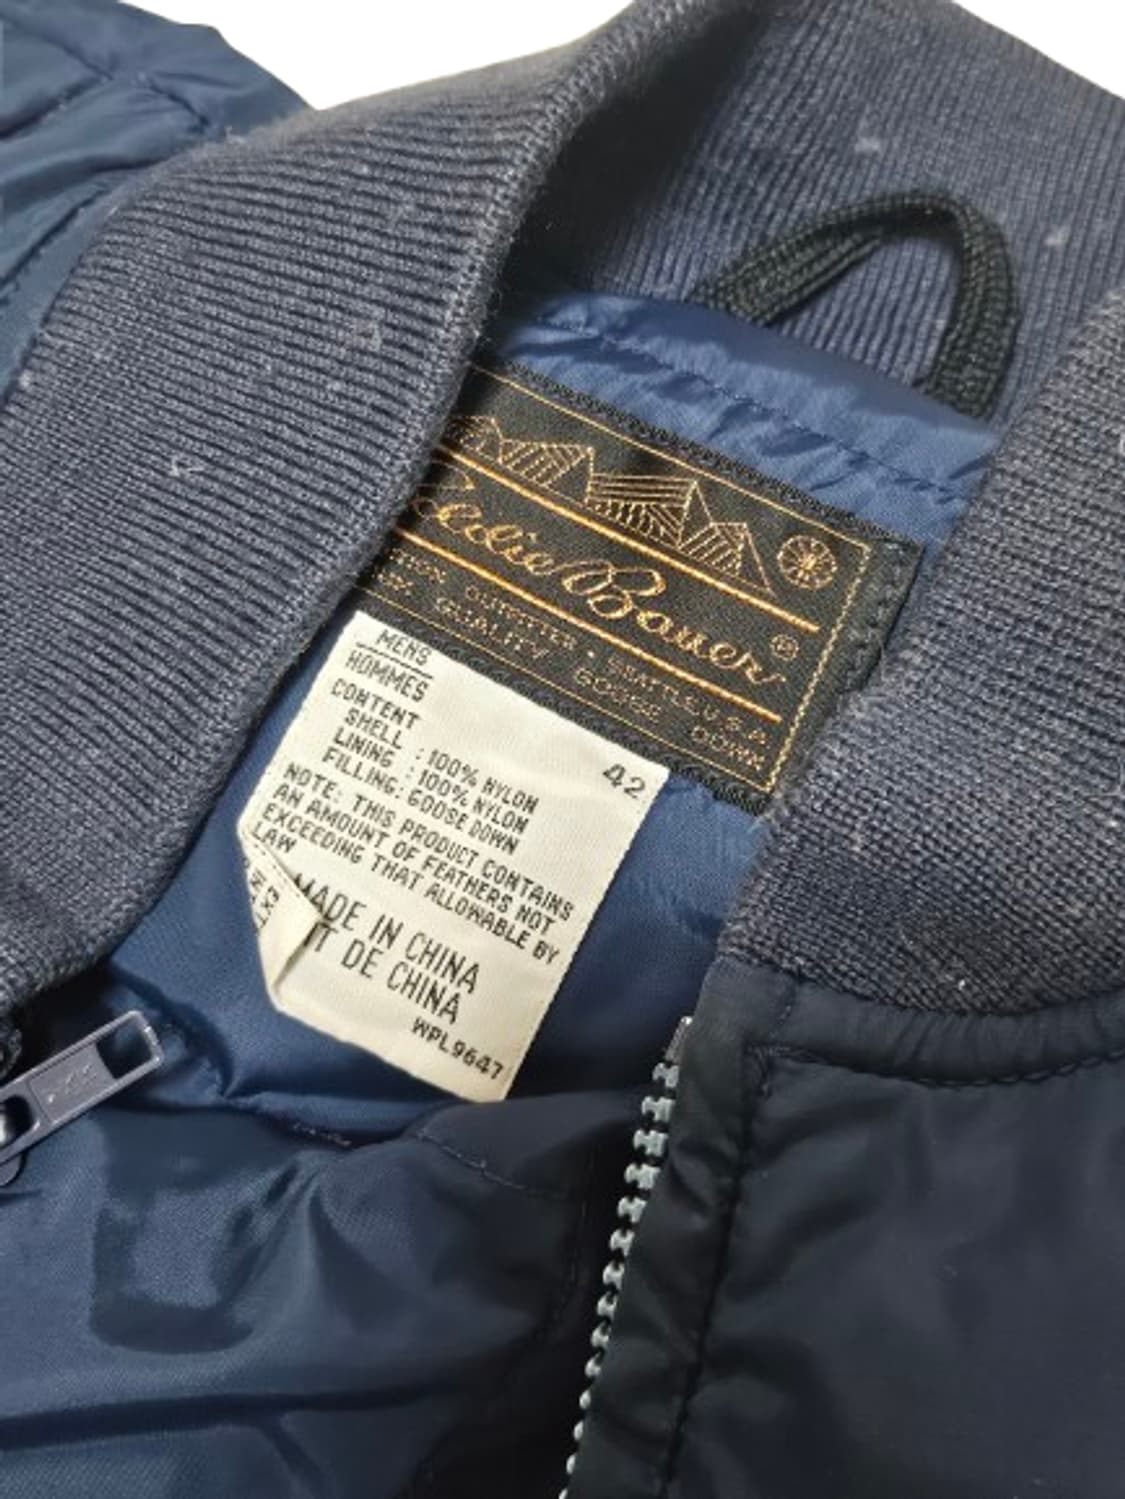 Eddie Bauer®
OUTFITTER • SEATTLE, U.S.A.
QUALITY GOOSE DOWN
MENS
HOMMES
42
CONTENT
SHELL : 100% NYLON
LINING : 100% NYLON
FILLING: GOOSE DOWN
NOTE: THIS PRODUCT CONTAINS
AN AMOUNT OF FEATHERS NOT
EXCEEDING THAT ALLOWABLE BY
LAW
MADE IN CHINA
T DE CHINA
WPL9647